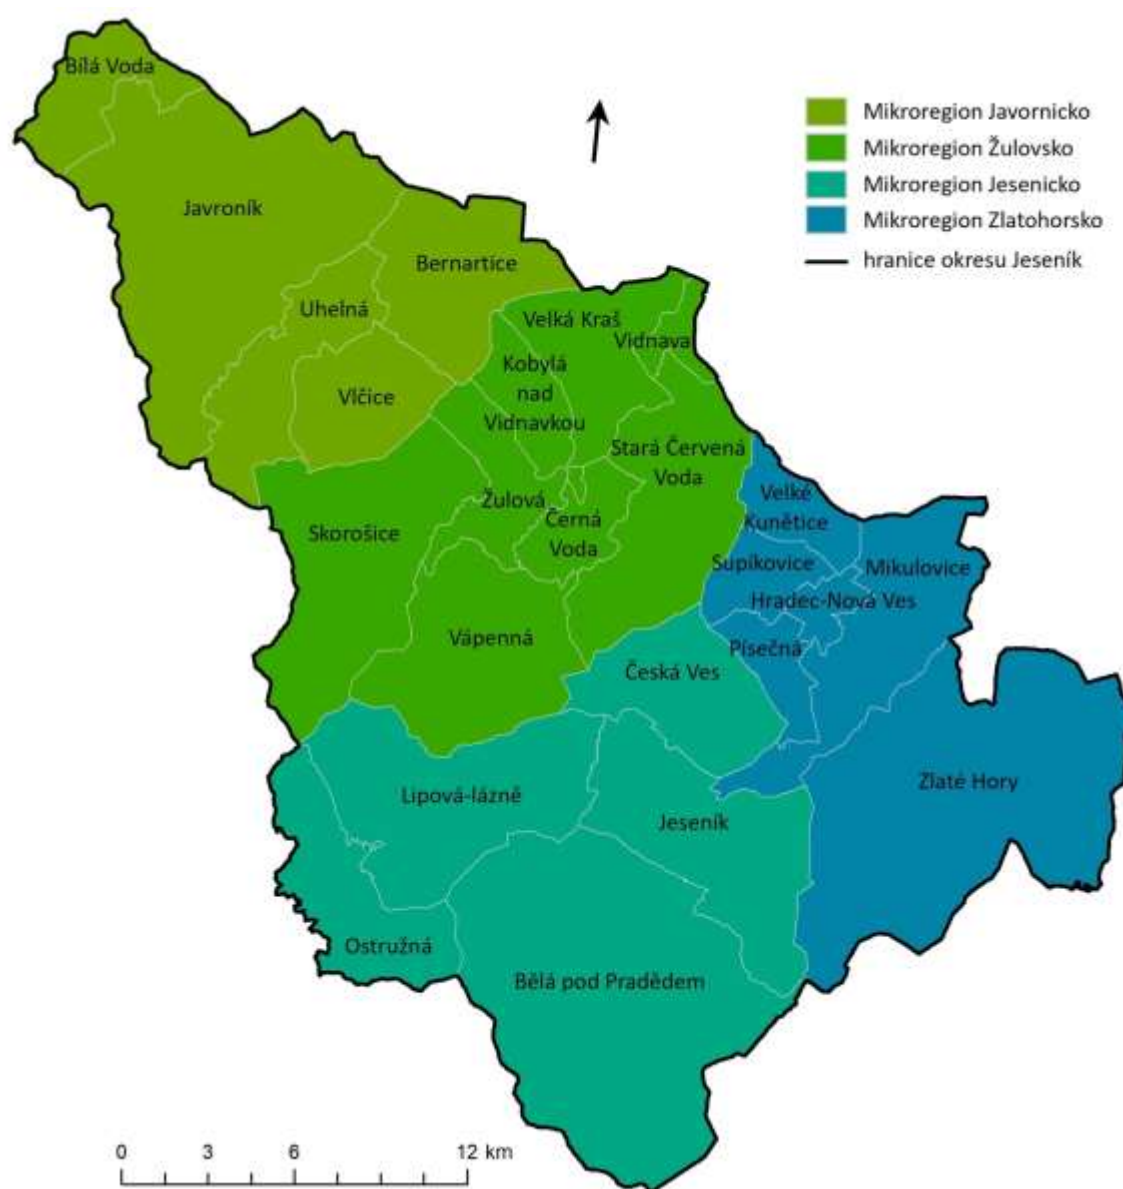 Bílá Voda
Mikroregion Javornicko
Mikroregion Žulovsko
Mikroregion Jesenicko
Mikroregion Zlatohorsko
hranice okresu Jeseník
Javroník
Bernartice
Uhelná
Velká Kraš
Vidnava
Kobylá
nad
Vidnavkou
Vlčice
Stará Červená
Voda
Žulová
Černá
Voda
Skorošice
Velké
Kunětice
Supíkovice
Mikulovice
Hradec-Nová Ves
Vápenná
Písečná
Česká Ves
Zlaté Hory
Lipová-lázně
Jeseník
Ostružná
Bělá pod Pradědem
0 3 6 12 km